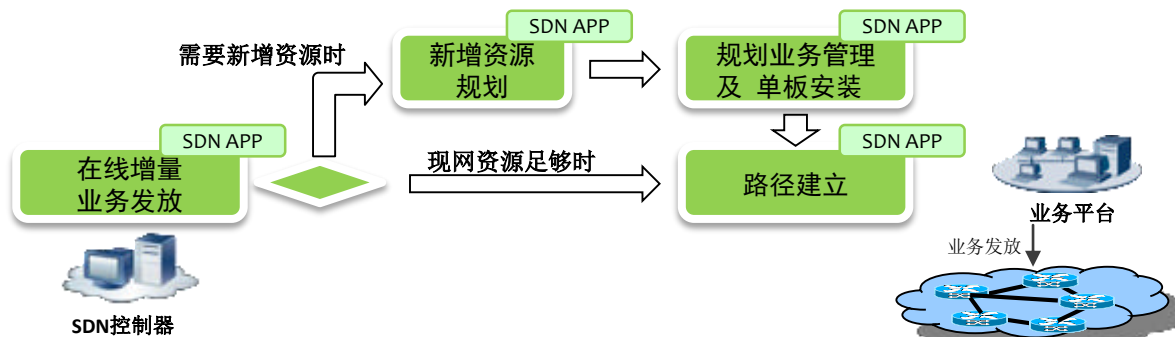 需要新增资源时
SDN APP
新增资源
规划
SDN APP
规划业务管理
及 单板安装
SDN APP
在线增量
业务发放
现网资源足够时
SDN APP
路径建立
业务平台
业务发放
SDN控制器